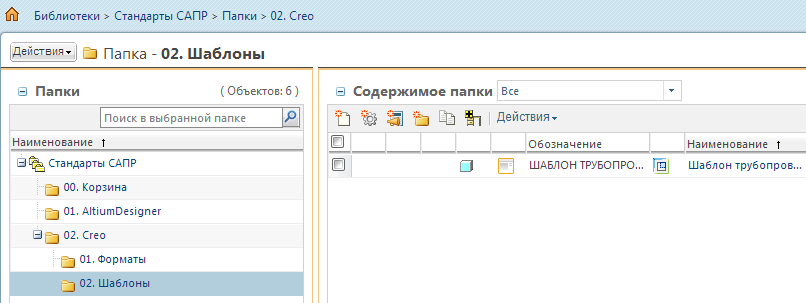 Библиотеки > Стандарты САПР > Папки > 02. Creo
Действия Папка - 02. Шаблоны
Папки ( Объектов: 6 )
Поиск в выбранной папке
Наименование
Стандарты САПР
00. Корзина
01. AltiumDesigner
02. Creo
01. Форматы
02. Шаблоны
Содержимое папки Все
Действия
Обозначение Наименование
ШАБЛОН ТРУБОПРО... Шаблон трубопров...